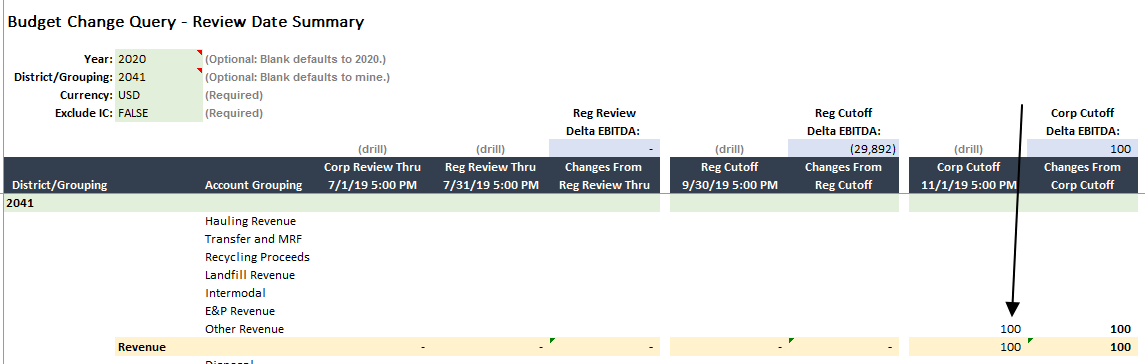 Budget Change Query - Review Date Summary
Year: 2020 (Optional: Blank defaults to 2020.)
District/Grouping: 2041 (Optional: Blank defaults to mine.)
Currency: USD (Required)
Exclude IC: FALSE (Required)
Reg Review Reg Cutoff Corp Cutoff
Delta EBITDA: Delta EBITDA: Delta EBITDA:
(drill) (drill) - (drill) (29,892) (drill) 100
Corp Review Thru Reg Review Thru Changes From Reg Cutoff Changes From Corp Cutoff Changes From
District/Grouping Account Grouping 7/1/19 5:00 PM 7/31/19 5:00 PM Reg Review Thru 9/30/19 5:00 PM Reg Cutoff 11/1/19 5:00 PM Corp Cutoff
2041
Hauling Revenue
Transfer and MRF
Recycling Proceeds
Landfill Revenue
Intermodal
E&P Revenue
Other Revenue 100 100
Revenue - - - - - 100 100